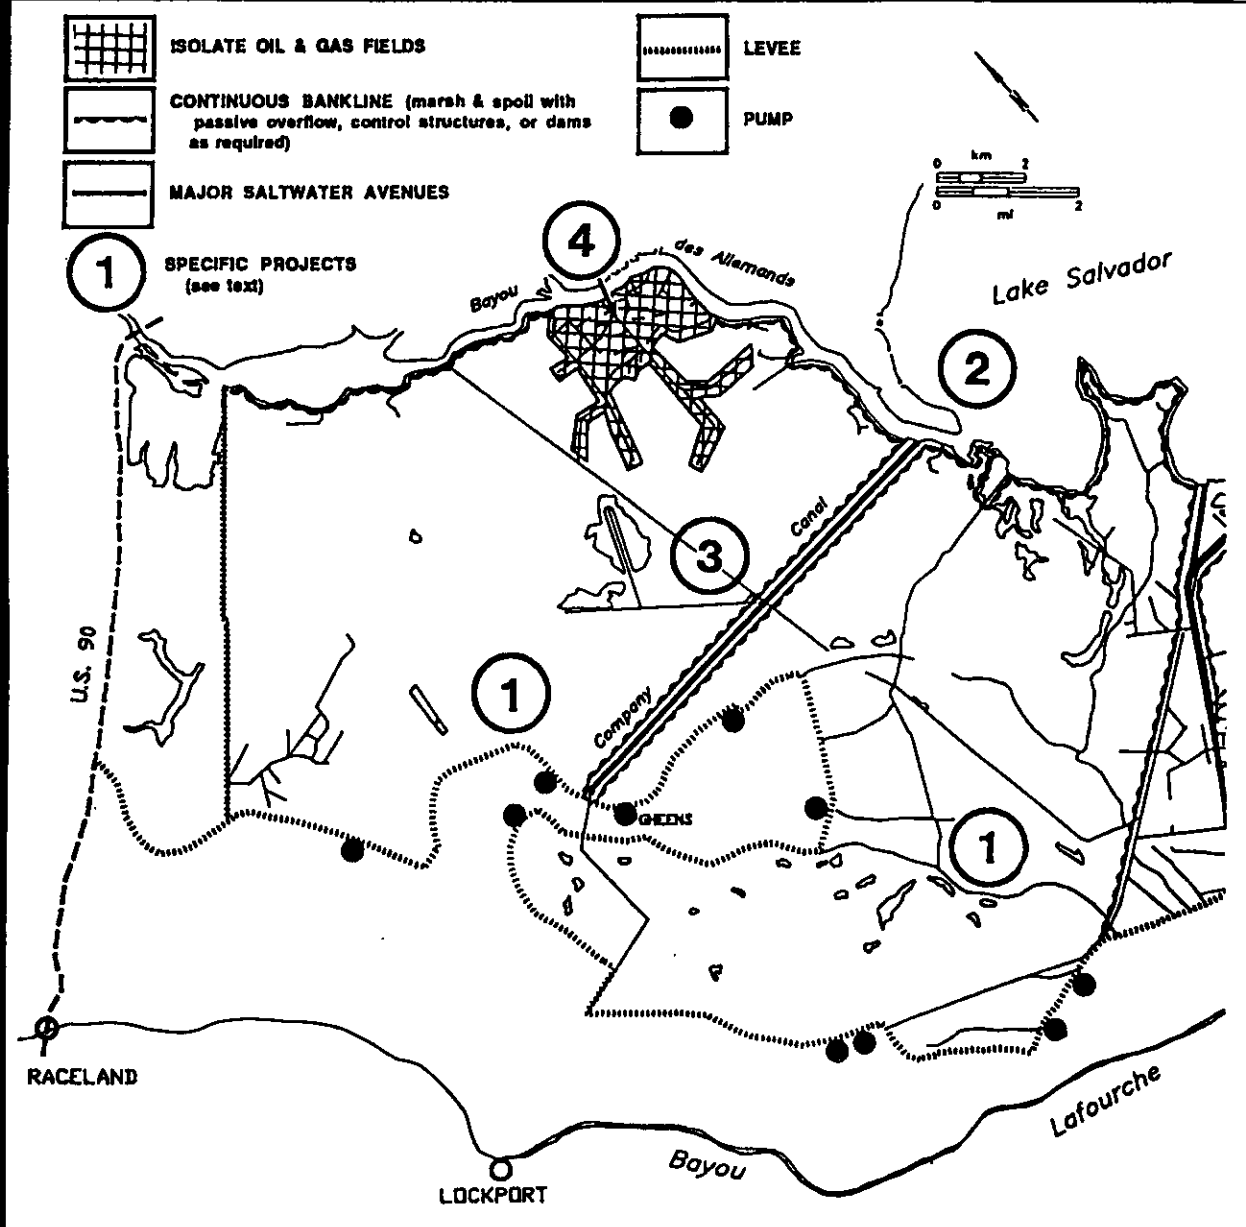 ISOLATE OIL & GAS FIELDS
LEVEE
CONTINUOUS BANKLINE (marsh & spoil with
passive overflow, control structures, or dams
as required)
PUMP
MAJOR SALTWATER AVENUES
km
0 2
0 2
mi
1
SPECIFIC PROJECTS
(see text)
4
Bayou
des Allemands
Lake Salvador
2
3
Canal
U.S. 90
1
Company
GHEENS
1
RACELAND
LOCKPORT
Bayou
Lafourche